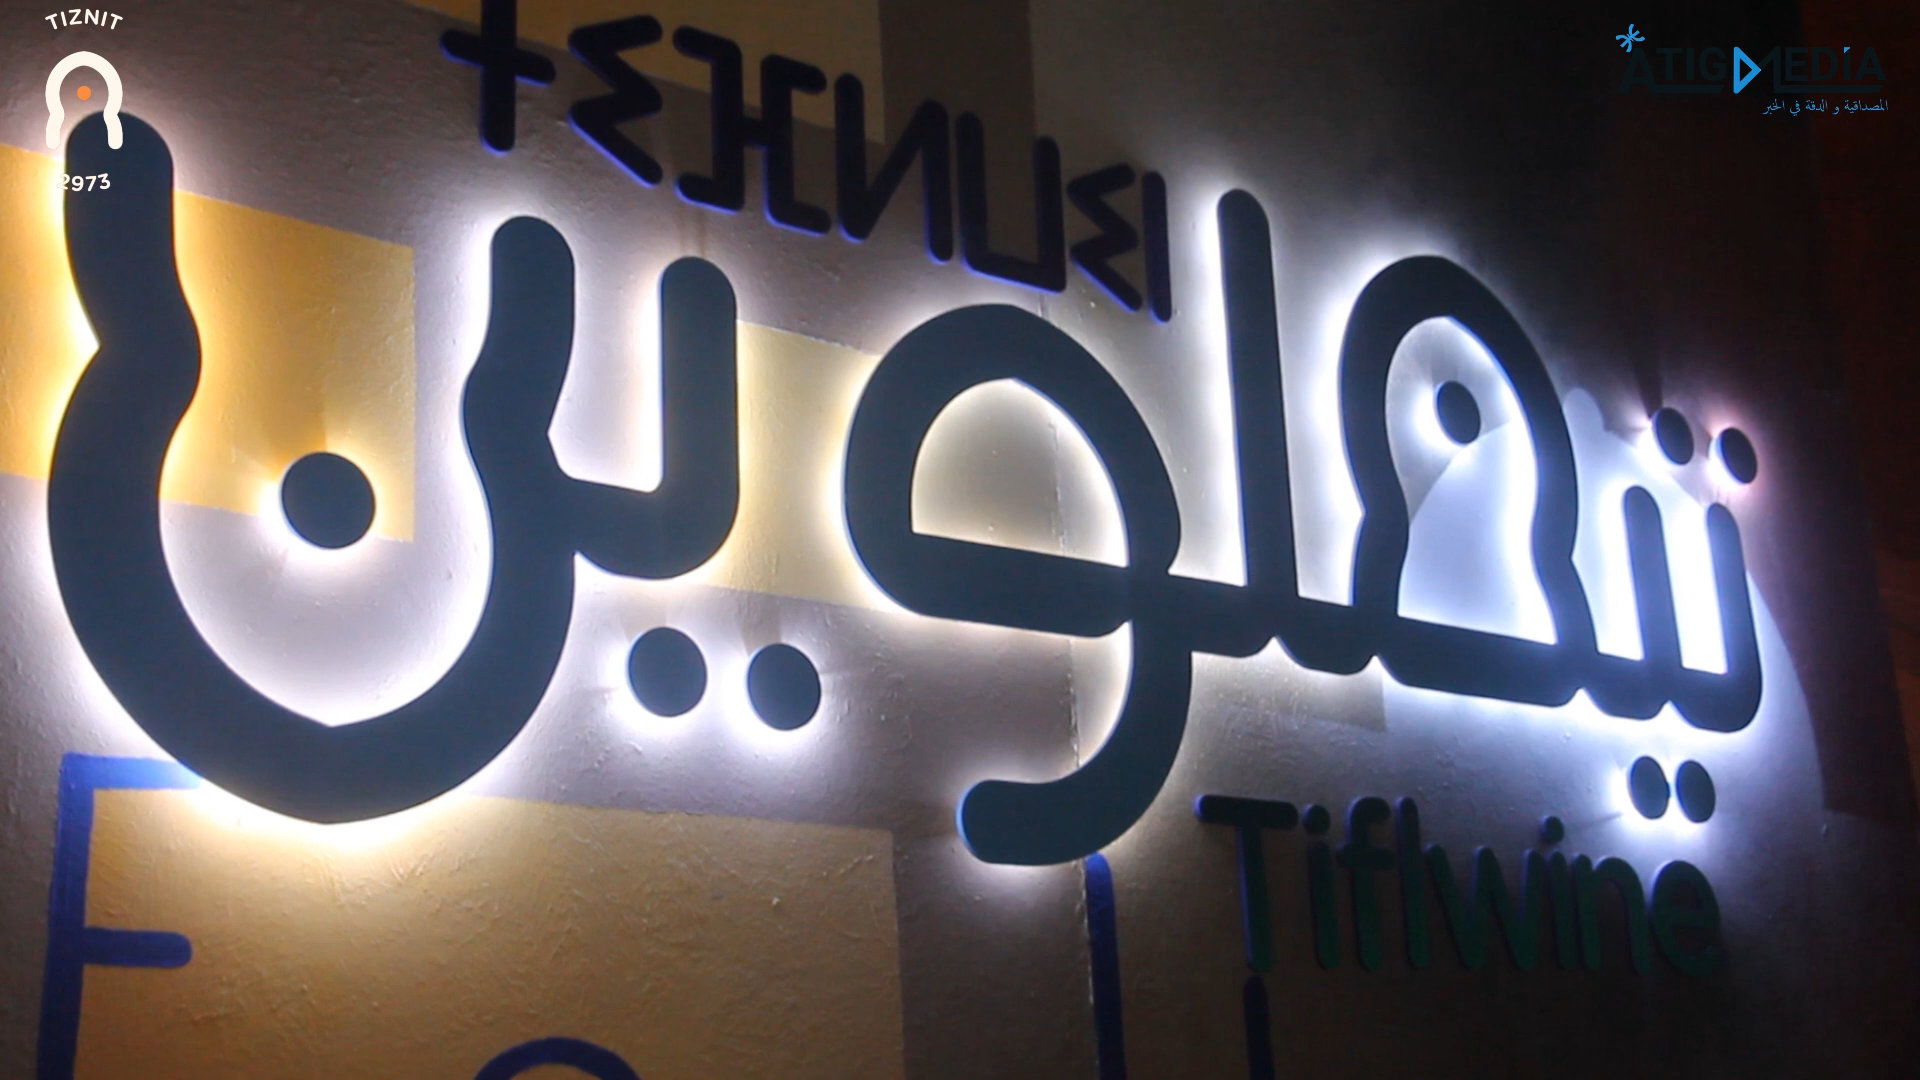 TIZNIT
2973
ATIGMEDIA
المصداقية و الدقة في الخبر
ⵜⵉⴼⵍⵡⵉⵏ
تيفلوين
Tiflwine